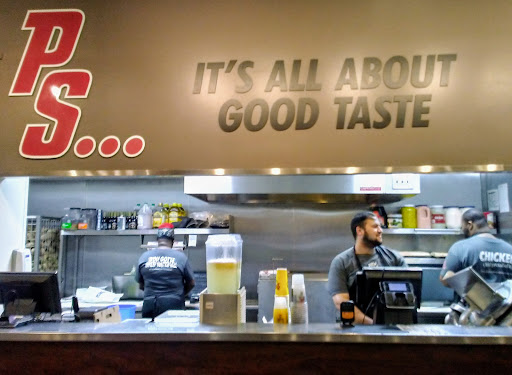 PS...
IT'S ALL ABOUT
GOOD TASTE
CHICKEN